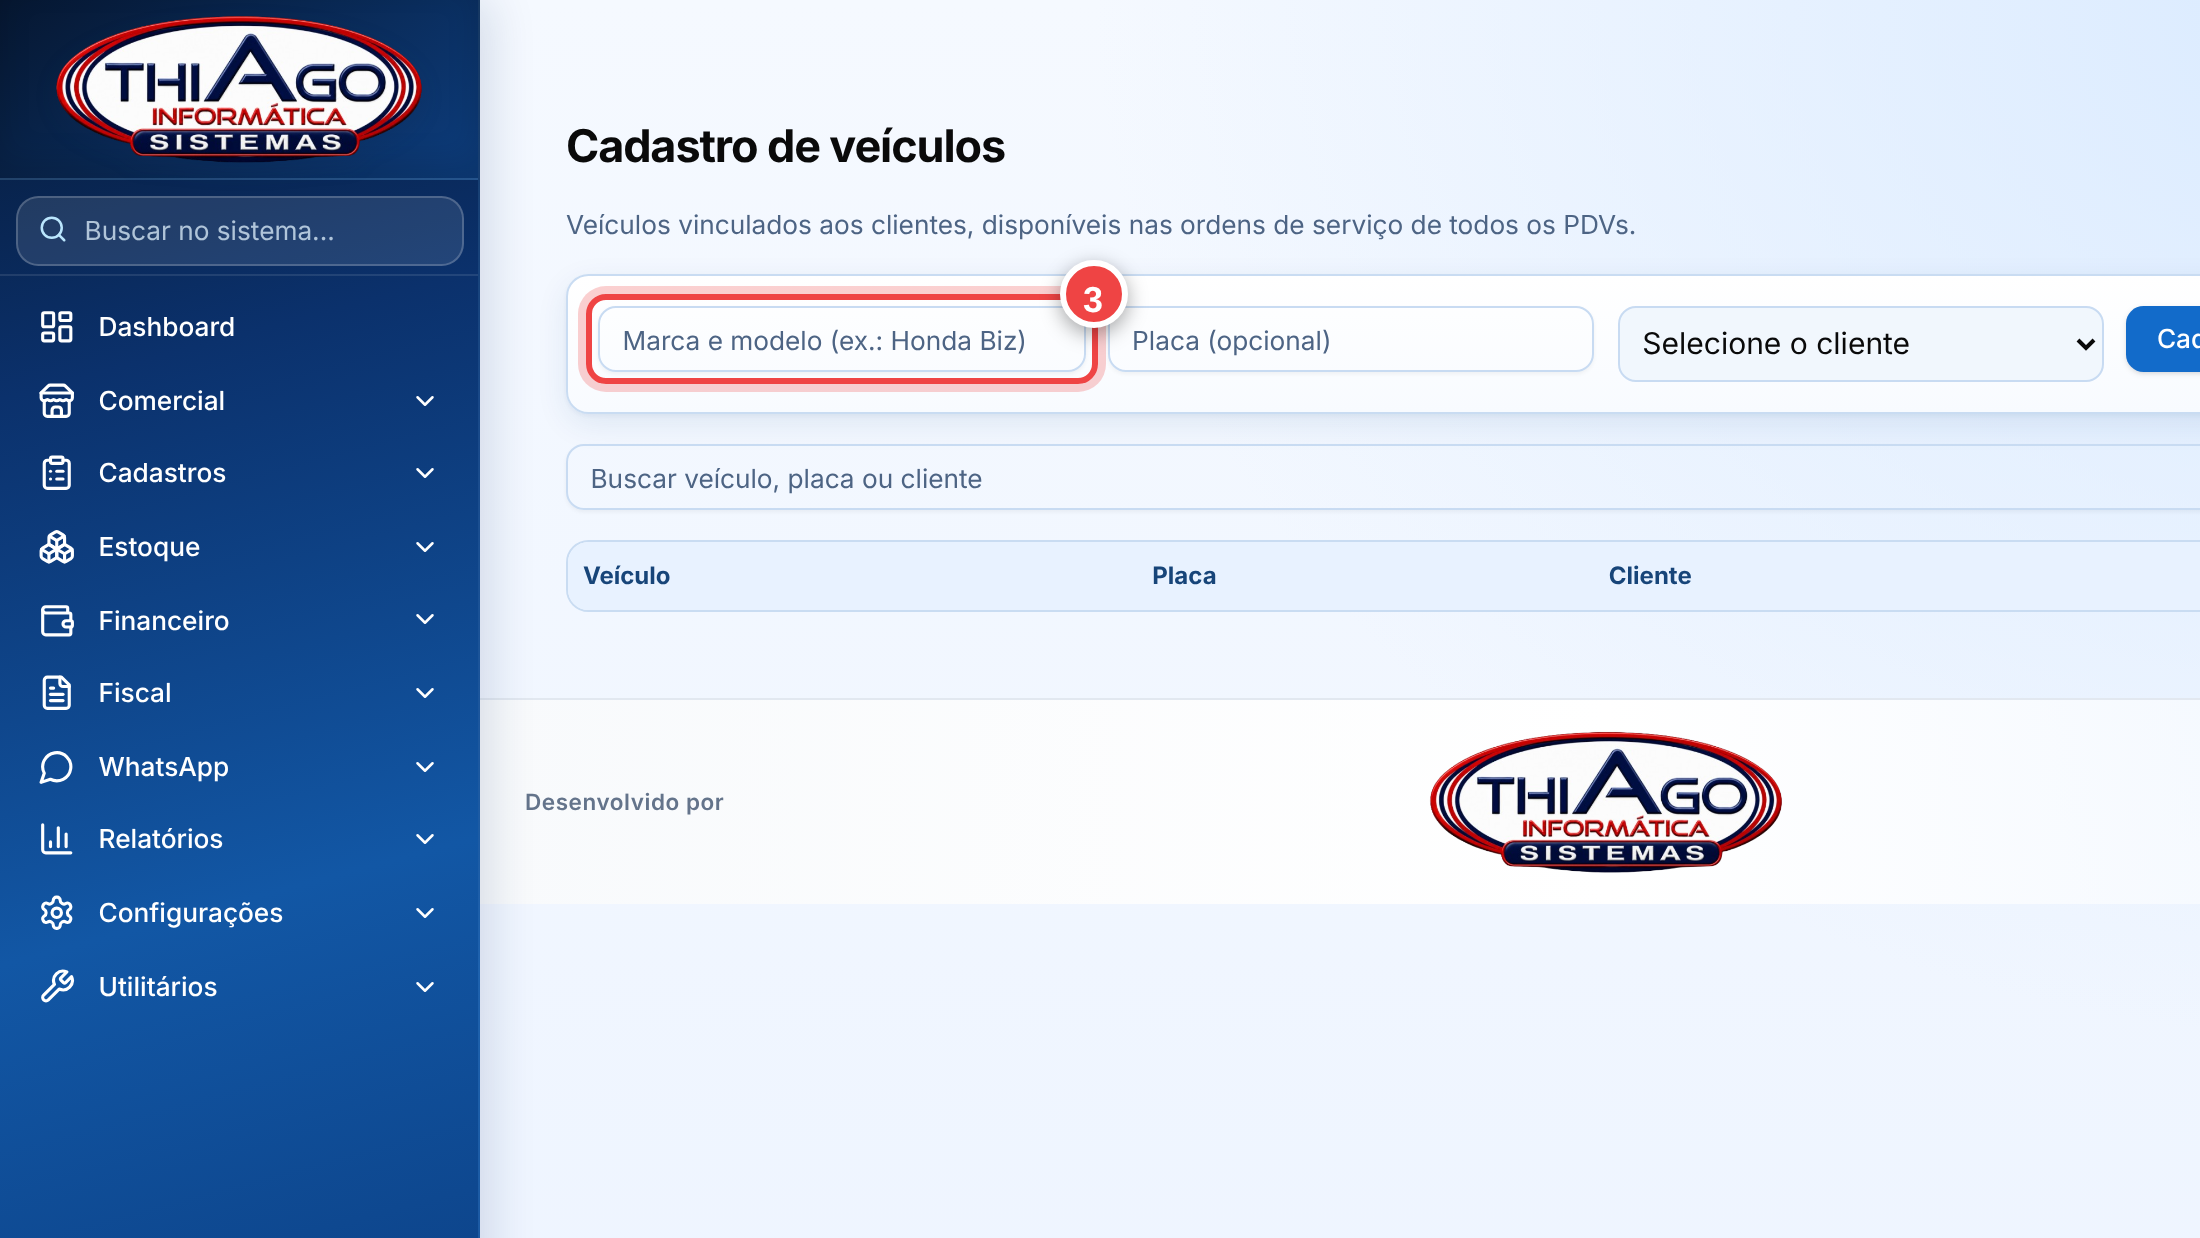 THIAGO
INFORMÁTICA
SISTEMAS
Buscar no sistema...
Dashboard
Comercial
Cadastros
Estoque
Financeiro
Fiscal
WhatsApp
Relatórios
Configurações
Utilitários
Cadastro de veículos
Veículos vinculados aos clientes, disponíveis nas ordens de serviço de todos os PDVs.
3
Marca e modelo (ex.: Honda Biz)
Placa (opcional)
Selecione o cliente
Cad
Buscar veículo, placa ou cliente
Veículo
Placa
Cliente
Desenvolvido por
THIAGO
INFORMÁTICA
SISTEMAS